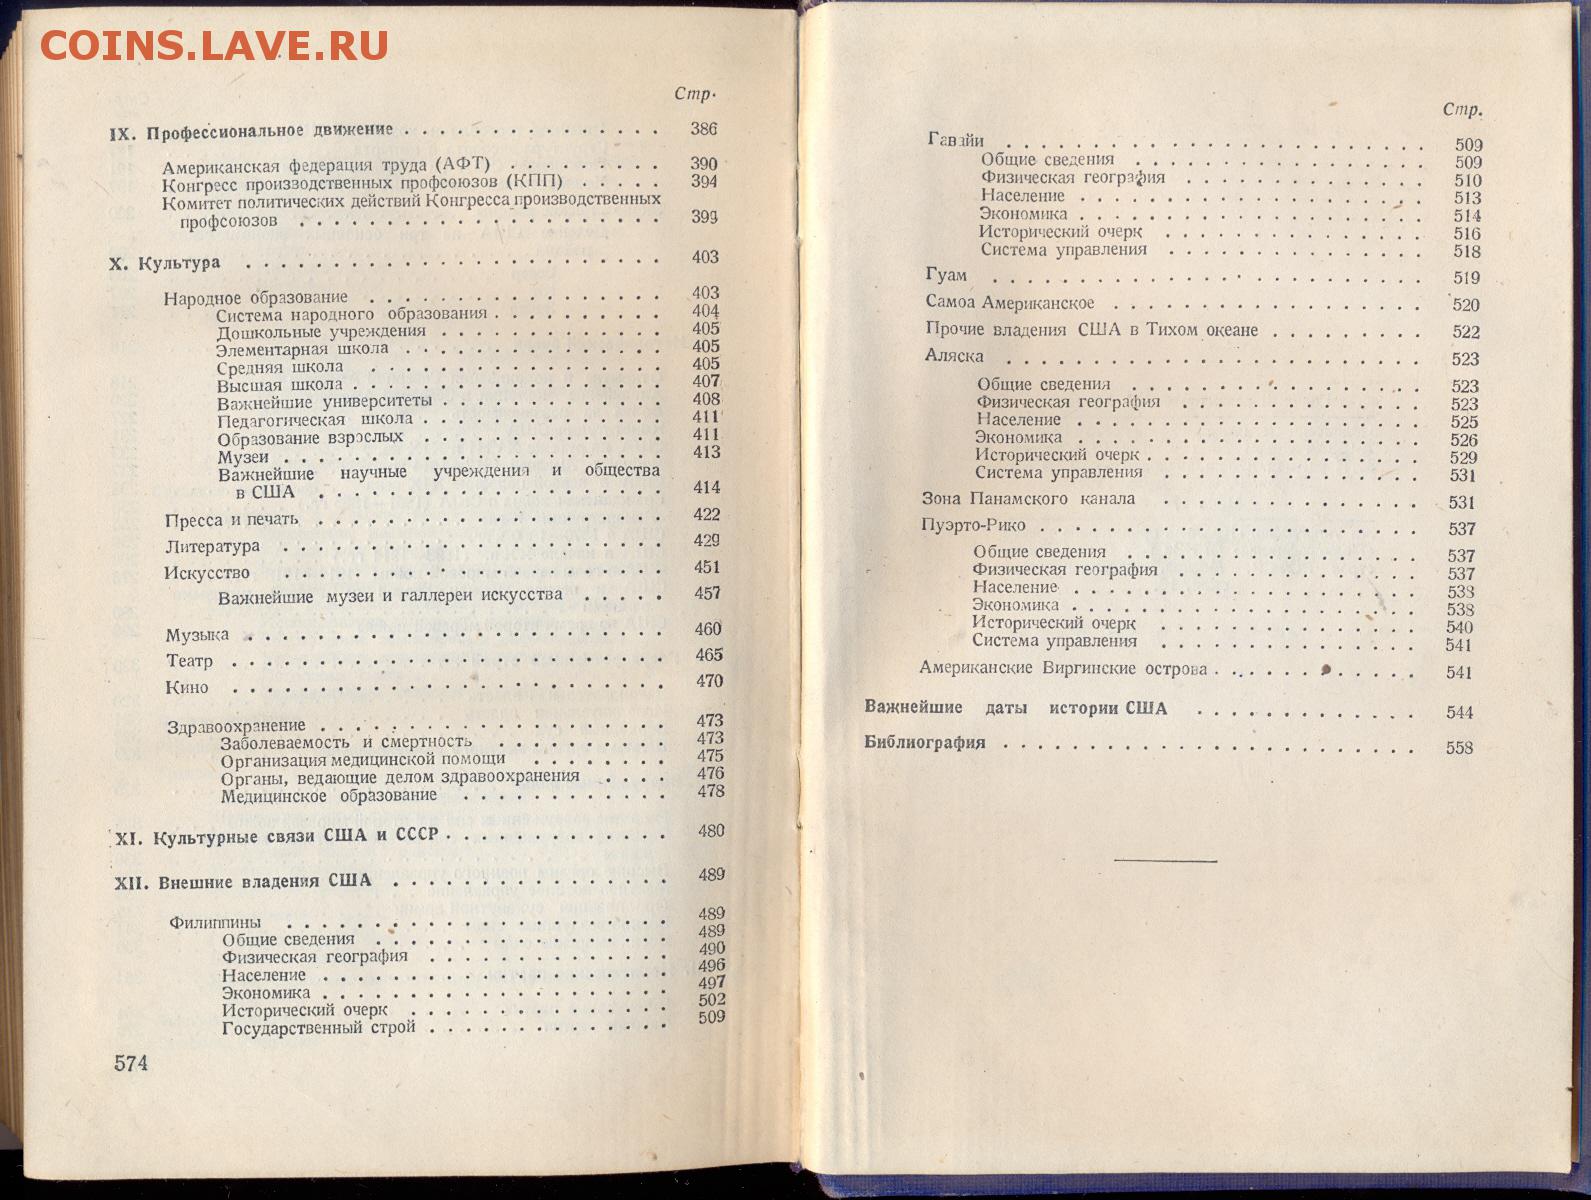 COINS.LAVE.RU
Стр.
IX. Профессиональное движение . . . . . . . . . . . . . . . 386
Американская федерация труда (АФТ) . . . . . . . . . 390
Конгресс производственных профсоюзов (КПП) . . . . . 394
Комитет политических действий Конгресса производственных
профсоюзов . . . . . . . . . . . . . . . . . . . . . 399
X. Культура . . . . . . . . . . . . . . . . . . . . . . . . 403
Народное образование . . . . . . . . . . . . . . . . . 403
Система народного образования . . . . . . . . . . 404
Дошкольные учреждения . . . . . . . . . . . . . 405
Элементарная школа . . . . . . . . . . . . . . . 405
Средняя школа . . . . . . . . . . . . . . . . . 405
Высшая школа . . . . . . . . . . . . . . . . . . 407
Важнейшие университеты . . . . . . . . . . . . . 408
Педагогическая школа . . . . . . . . . . . . . . 411
Образование взрослых . . . . . . . . . . . . . . 411
Музеи . . . . . . . . . . . . . . . . . . . . . . 413
Важнейшие научные учреждения и общества
в США . . . . . . . . . . . . . . . . . . . . 414
Пресса и печать . . . . . . . . . . . . . . . . . . . . 422
Литература . . . . . . . . . . . . . . . . . . . . . . 429
Искусство . . . . . . . . . . . . . . . . . . . . . . 451
Важнейшие музеи и галлереи искусства . . . . . 457
Музыка . . . . . . . . . . . . . . . . . . . . . . . . 460
Театр . . . . . . . . . . . . . . . . . . . . . . . . . 465
Кино . . . . . . . . . . . . . . . . . . . . . . . . . 470
Здравоохранение . . . . . . . . . . . . . . . . . . . . 473
Заболеваемость и смертность . . . . . . . . . . 473
Организация медицинской помощи . . . . . . . . 475
Органы, ведающие делом здравоохранения . . . . 476
Медицинское образование . . . . . . . . . . . . 478
XI. Культурные связи США и СССР . . . . . . . . . . . . . 480
XII. Внешние владения США . . . . . . . . . . . . . . . . 489
Филиппины . . . . . . . . . . . . . . . . . . . . . . 489
Общие сведения . . . . . . . . . . . . . . . . . 489
Физическая география . . . . . . . . . . . . . . 490
Население . . . . . . . . . . . . . . . . . . . . 496
Экономика . . . . . . . . . . . . . . . . . . . . 497
Исторический очерк . . . . . . . . . . . . . . . 502
Государственный строй . . . . . . . . . . . . . . 509
574
Стр.
Гавайи . . . . . . . . . . . . . . . . . . . . . . . . 509
Общие сведения . . . . . . . . . . . . . . . . . 509
Физическая география . . . . . . . . . . . . . . 510
Население . . . . . . . . . . . . . . . . . . . . 513
Экономика . . . . . . . . . . . . . . . . . . . . 514
Исторический очерк . . . . . . . . . . . . . . . 516
Система управления . . . . . . . . . . . . . . . 518
Гуам . . . . . . . . . . . . . . . . . . . . . . . . . 519
Самоа Американское . . . . . . . . . . . . . . . . . . 520
Прочие владения США в Тихом океане . . . . . . . . . 522
Аляска . . . . . . . . . . . . . . . . . . . . . . . . 523
Общие сведения . . . . . . . . . . . . . . . . . 523
Физическая география . . . . . . . . . . . . . . 523
Население . . . . . . . . . . . . . . . . . . . . 525
Экономика . . . . . . . . . . . . . . . . . . . . 526
Исторический очерк . . . . . . . . . . . . . . . . 529
Система управления . . . . . . . . . . . . . . . 531
Зона Панамского канала . . . . . . . . . . . . . . . 531
Пуэрто-Рико . . . . . . . . . . . . . . . . . . . . . . 537
Общие сведения . . . . . . . . . . . . . . . . . 537
Физическая география . . . . . . . . . . . . . . 537
Население . . . . . . . . . . . . . . . . . . . . 538
Экономика . . . . . . . . . . . . . . . . . . . . 538
Исторический очерк . . . . . . . . . . . . . . . 540
Система управления . . . . . . . . . . . . . . . 541
Американские Виргинские острова . . . . . . . . . . . . 541
Важнейшие даты истории США . . . . . . . . . . . . . 544
Библиография . . . . . . . . . . . . . . . . . . . . . . . . 558